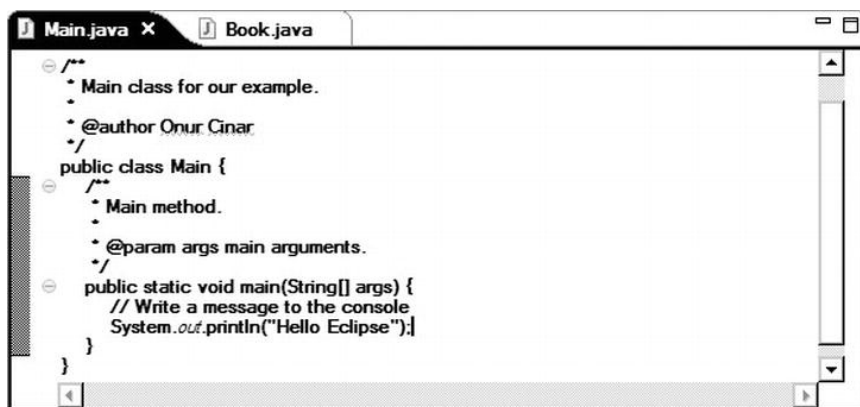 Main.java Book.java
/**
 * Main class for our example.
 *
 * @author Onur Cinar
 */
public class Main {
    /**
     * Main method.
     *
     * @param args main arguments.
     */
    public static void main(String[] args) {
        // Write a message to the console
        System.out.println("Hello Eclipse");
    }
}